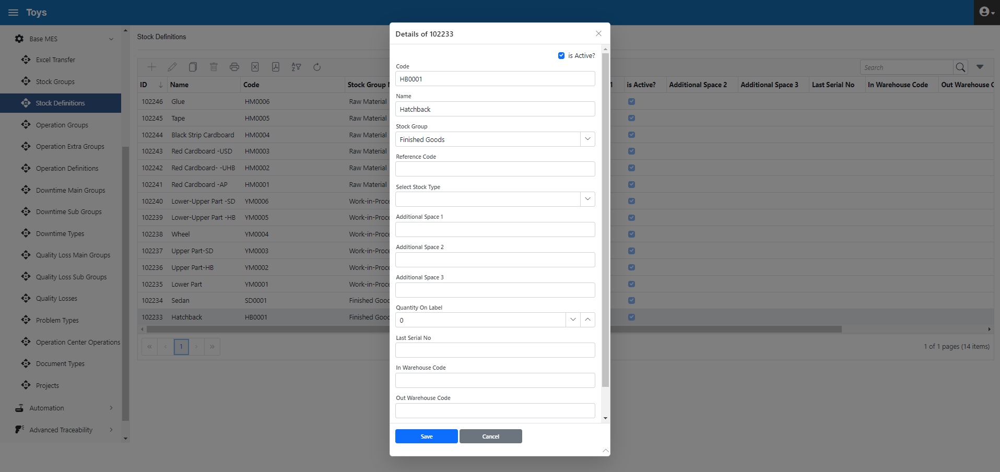 Toys
Base MES
Excel Transfer
Stock Groups
Stock Definitions
Operation Groups
Operation Extra Groups
Operation Definitions
Downtime Main Groups
Downtime Sub Groups
Downtime Types
Quality Loss Main Groups
Quality Loss Sub Groups
Quality Losses
Problem Types
Operation Center Operations
Document Types
Projects
Automation
Advanced Traceability
Stock Definitions
Search
ID Name Code Stock Group N 1 is Active? Additional Space 2 Additional Space 3 Last Serial No In Warehouse Code Out Warehouse C
102246 Glue HM0006 Raw Material
102245 Tape HM0005 Raw Material
102244 Black Strip Cardboard HM0004 Raw Material
102243 Red Cardboard -USD HM0003 Raw Material
102242 Red Cardboard- -UHB HM0002 Raw Material
102241 Red Cardboard -AP HM0001 Raw Material
102240 Lower-Upper Part -SD YM0006 Work-in-Proce
102239 Lower-Upper Part -HB YM0005 Work-in-Proce
102238 Wheel YM0004 Work-in-Proce
102237 Upper Part-SD YM0003 Work-in-Proce
102236 Upper Part-HB YM0002 Work-in-Proce
102235 Lower Part YM0001 Work-in-Proce
102234 Sedan SD0001 Finished Good
102233 Hatchback HB0001 Finished Good
« ‹ 1 › »
1 of 1 pages (14 items)
Details of 102233
is Active?
Code
HB0001
Name
Hatchback
Stock Group
Finished Goods
Reference Code
Select Stock Type
Additional Space 1
Additional Space 2
Additional Space 3
Quantity On Label
0
Last Serial No
In Warehouse Code
Out Warehouse Code
Save Cancel